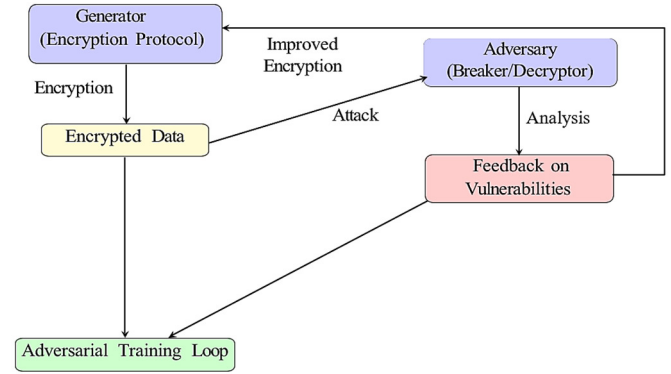 Generator
(Encryption Protocol)
Improved
Encryption
Adversary
(Breaker/Decryptor)
Encryption
Attack
Analysis
Encrypted Data
Feedback on
Vulnerabilities
Adversarial Training Loop